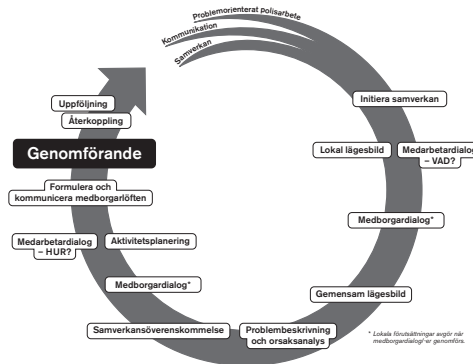 Problemorienterat polisarbete
Kommunikation
Samverkan
Initiera samverkan
Lokal lägesbild
Medarbetardialog
– VAD?
Medborgardialog*
Gemensam lägesbild
Problembeskrivning
och orsaksanalys
Samverkansöverenskommelse
Medborgardialog*
Aktivitetsplanering
Medarbetardialog
– HUR?
Formulera och
kommunicera medborgarlöften
Genomförande
Återkoppling
Uppföljning
* Lokala förutsättningar avgör när
medborgardialog/-er genomförs.